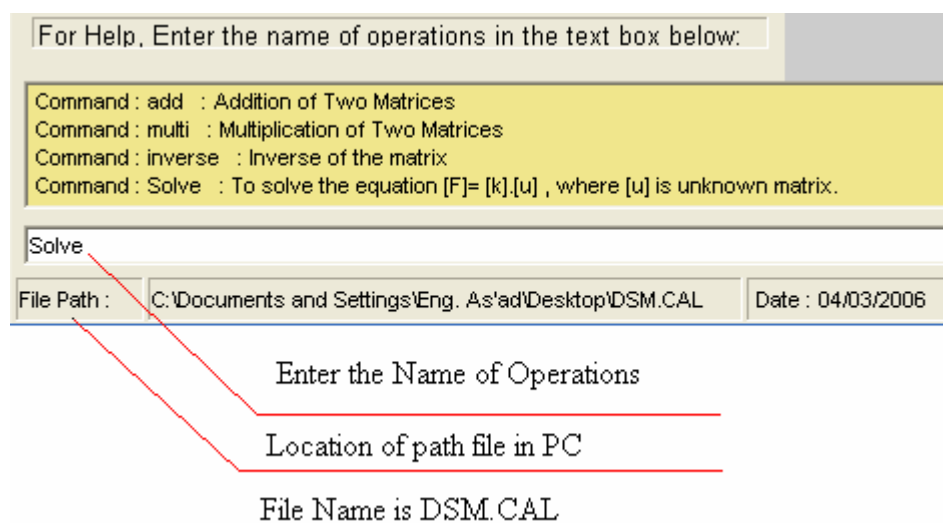 For Help, Enter the name of operations in the text box below:
Command : add : Addition of Two Matrices
Command : multi : Multiplication of Two Matrices
Command : inverse : Inverse of the matrix
Command : Solve : To solve the equation [F]= [k].[u] , where [u] is unknown matrix.
Solve
File Path : C:\Documents and Settings\Eng. As'ad\Desktop\DSM.CAL Date : 04/03/2006
Enter the Name of Operations
Location of path file in PC
File Name is DSM.CAL